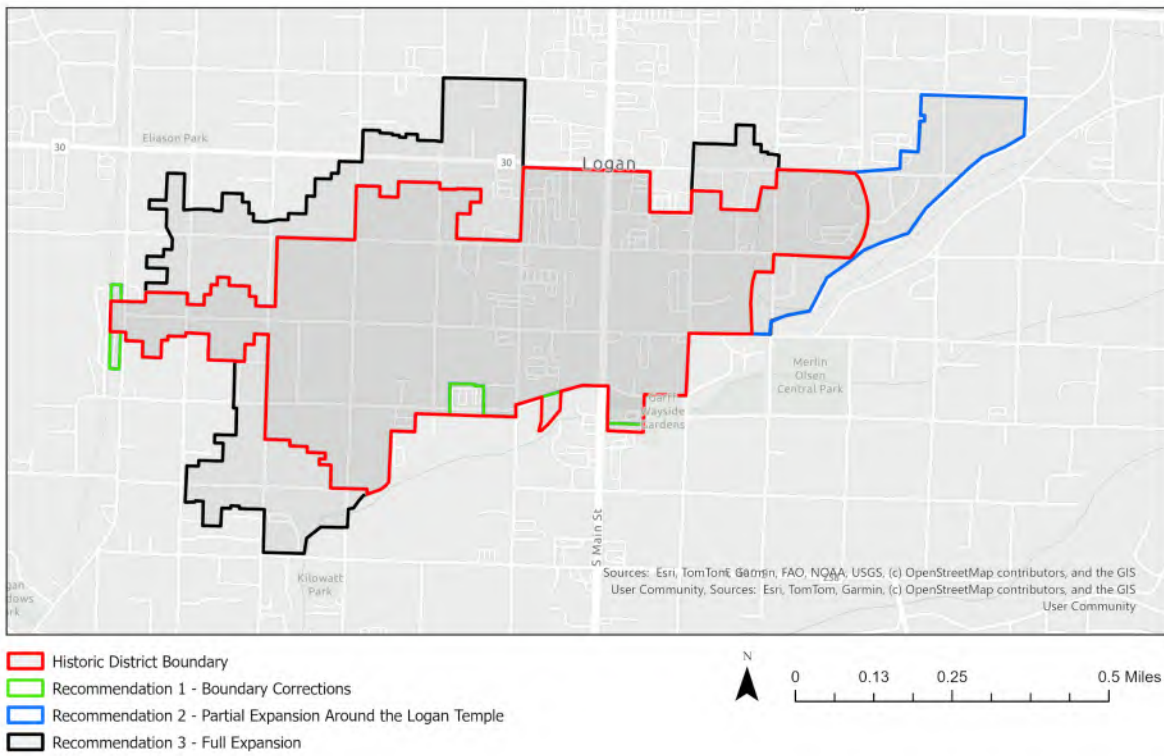 Eliason Park
30
30
Logan
Merlin
Olsen
Central Park
Wayside
Gardens
S Main St
Kilowatt
Park
Sources: Esri, TomTom, Garmin, FAO, NOAA, USGS, (c) OpenStreetMap contributors, and the GIS
User Community, Sources: Esri, TomTom, Garmin, (c) OpenStreetMap contributors, and the GIS
User Community
Historic District Boundary
Recommendation 1 - Boundary Corrections
Recommendation 2 - Partial Expansion Around the Logan Temple
Recommendation 3 - Full Expansion
N
0 0.13 0.25 0.5 Miles